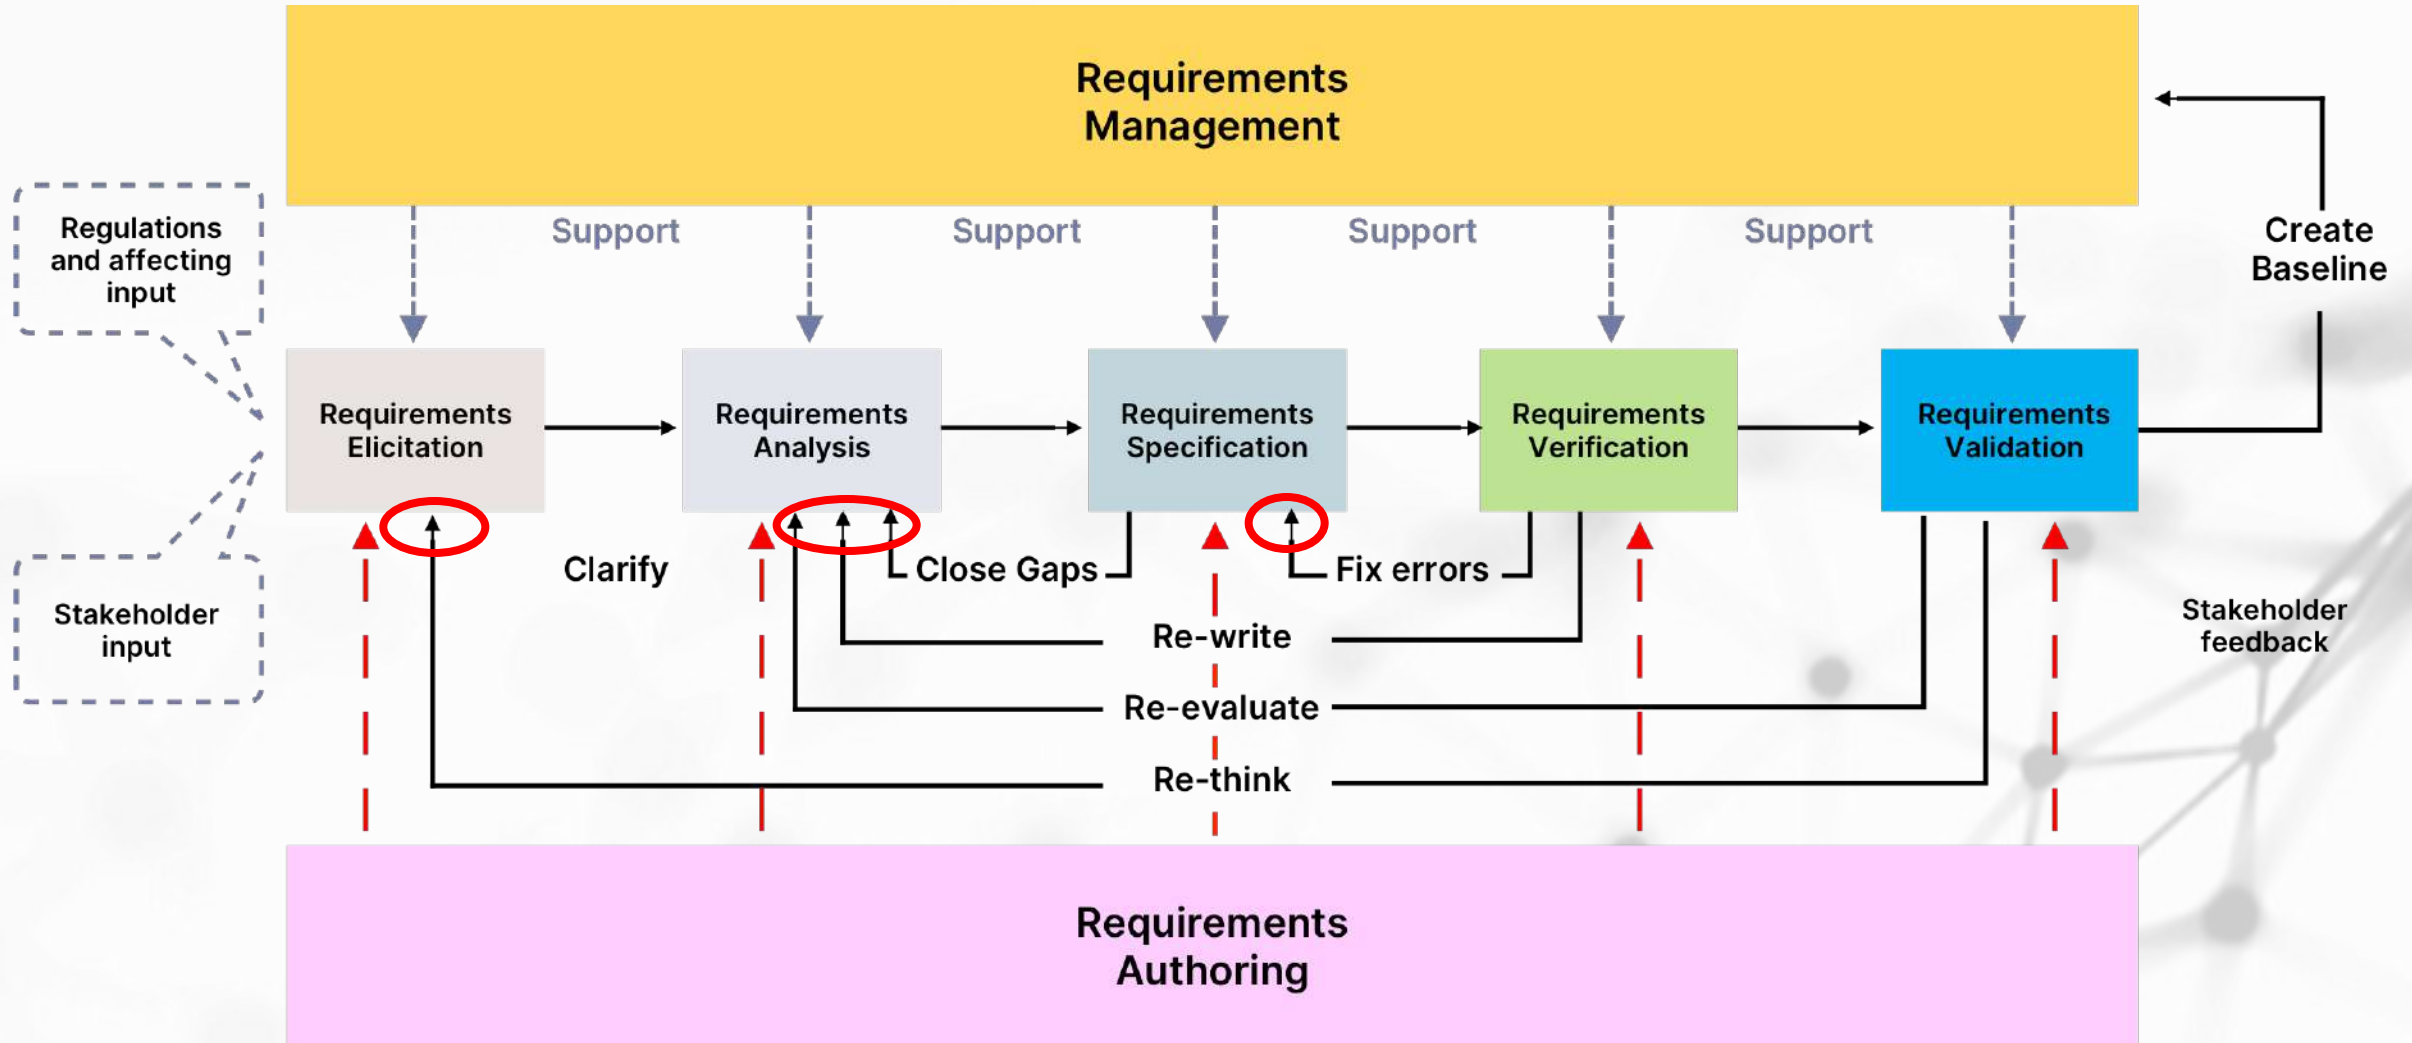 Requirements
Management
Regulations
and affecting
input
Support
Support
Support
Support
Create
Baseline
Requirements
Elicitation
Requirements
Analysis
Requirements
Specification
Requirements
Verification
Requirements
Validation
Clarify
Close Gaps
Fix errors
Stakeholder
input
Stakeholder
feedback
Re-write
Re-evaluate
Re-think
Requirements
Authoring